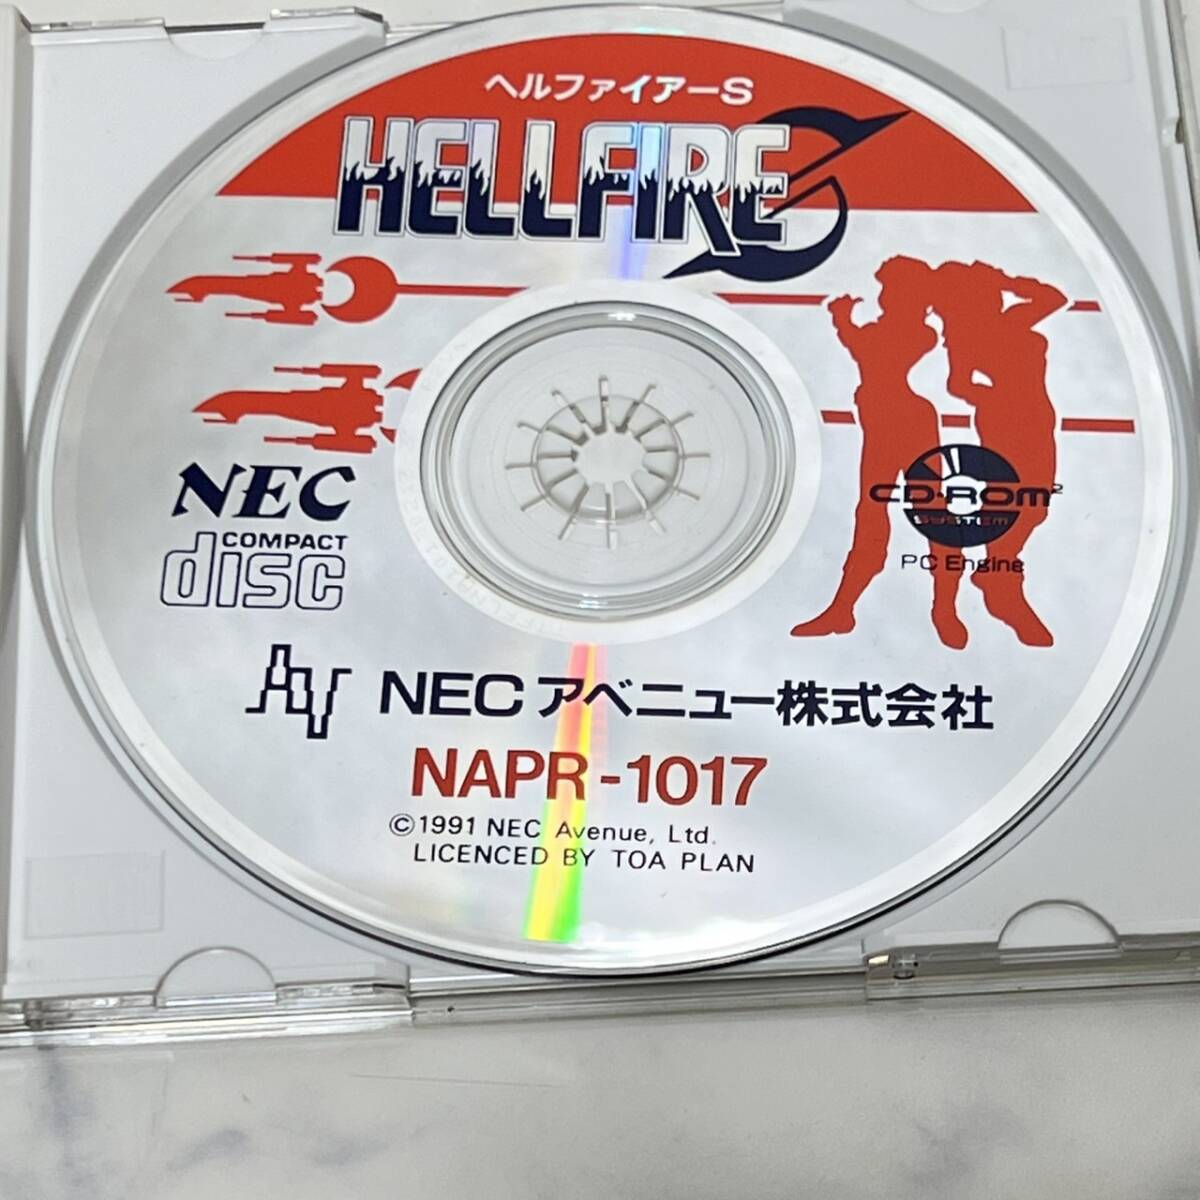 ヘルファイアーS
HELLFIRE S
NEC
COMPACT
disc
CD-ROM²
SYSTEM
PC Engine
AV NECアベニュー株式会社
NAPR-1017
©1991 NEC Avenue, Ltd.
LICENCED BY TOA PLAN